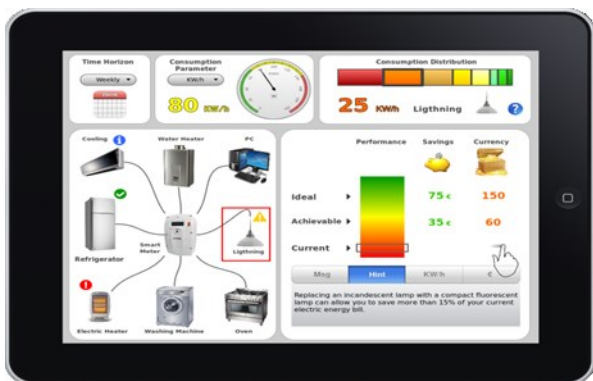 Time Horizon
Weekly
Consumption
Parameter
KW/h
80 KW/h
Consumption Distribution
25 KW/h Ligthning
?
Cooling
i
Water Heater
PC
Smart
Meter
Refrigerator
Ligthning
Electric Heater
Washing Machine
Oven
Performance Savings Currency
Ideal 75 € 150
Achievable 35 € 60
Current
Msg Hint KW/h €
Replacing an incandescent lamp with a compact fluorescent
lamp can allow you to save more than 15% of your current
electric energy bill.